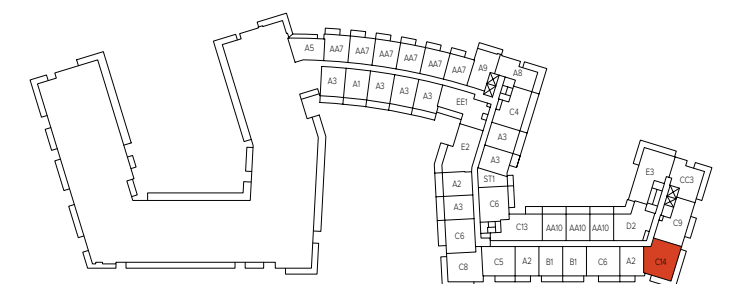 A5 AA7 AA7 AA7 AA7 AA7 AA7 A9 A8
A3 A1 A3 A3 A3 EE1 C4
A3
E2 A3
A2 ST1 E3 CC3
A3 C6
C6 C13 AA10 AA10 AA10 D2 C9
C8 C5 A2 B1 B1 C6 A2 C14